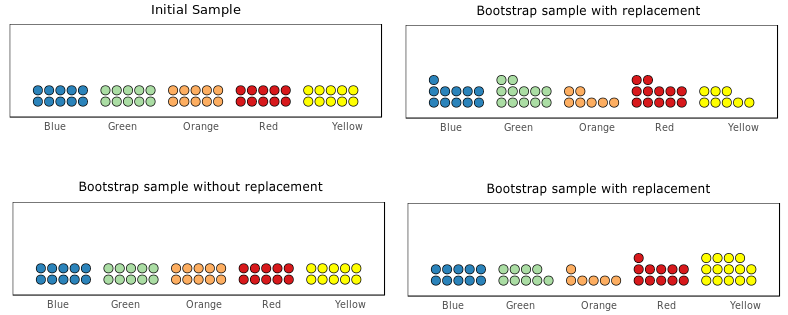 Initial Sample
Blue Green Orange Red Yellow
Bootstrap sample with replacement
Blue Green Orange Red Yellow
Bootstrap sample without replacement
Blue Green Orange Red Yellow
Bootstrap sample with replacement
Blue Green Orange Red Yellow